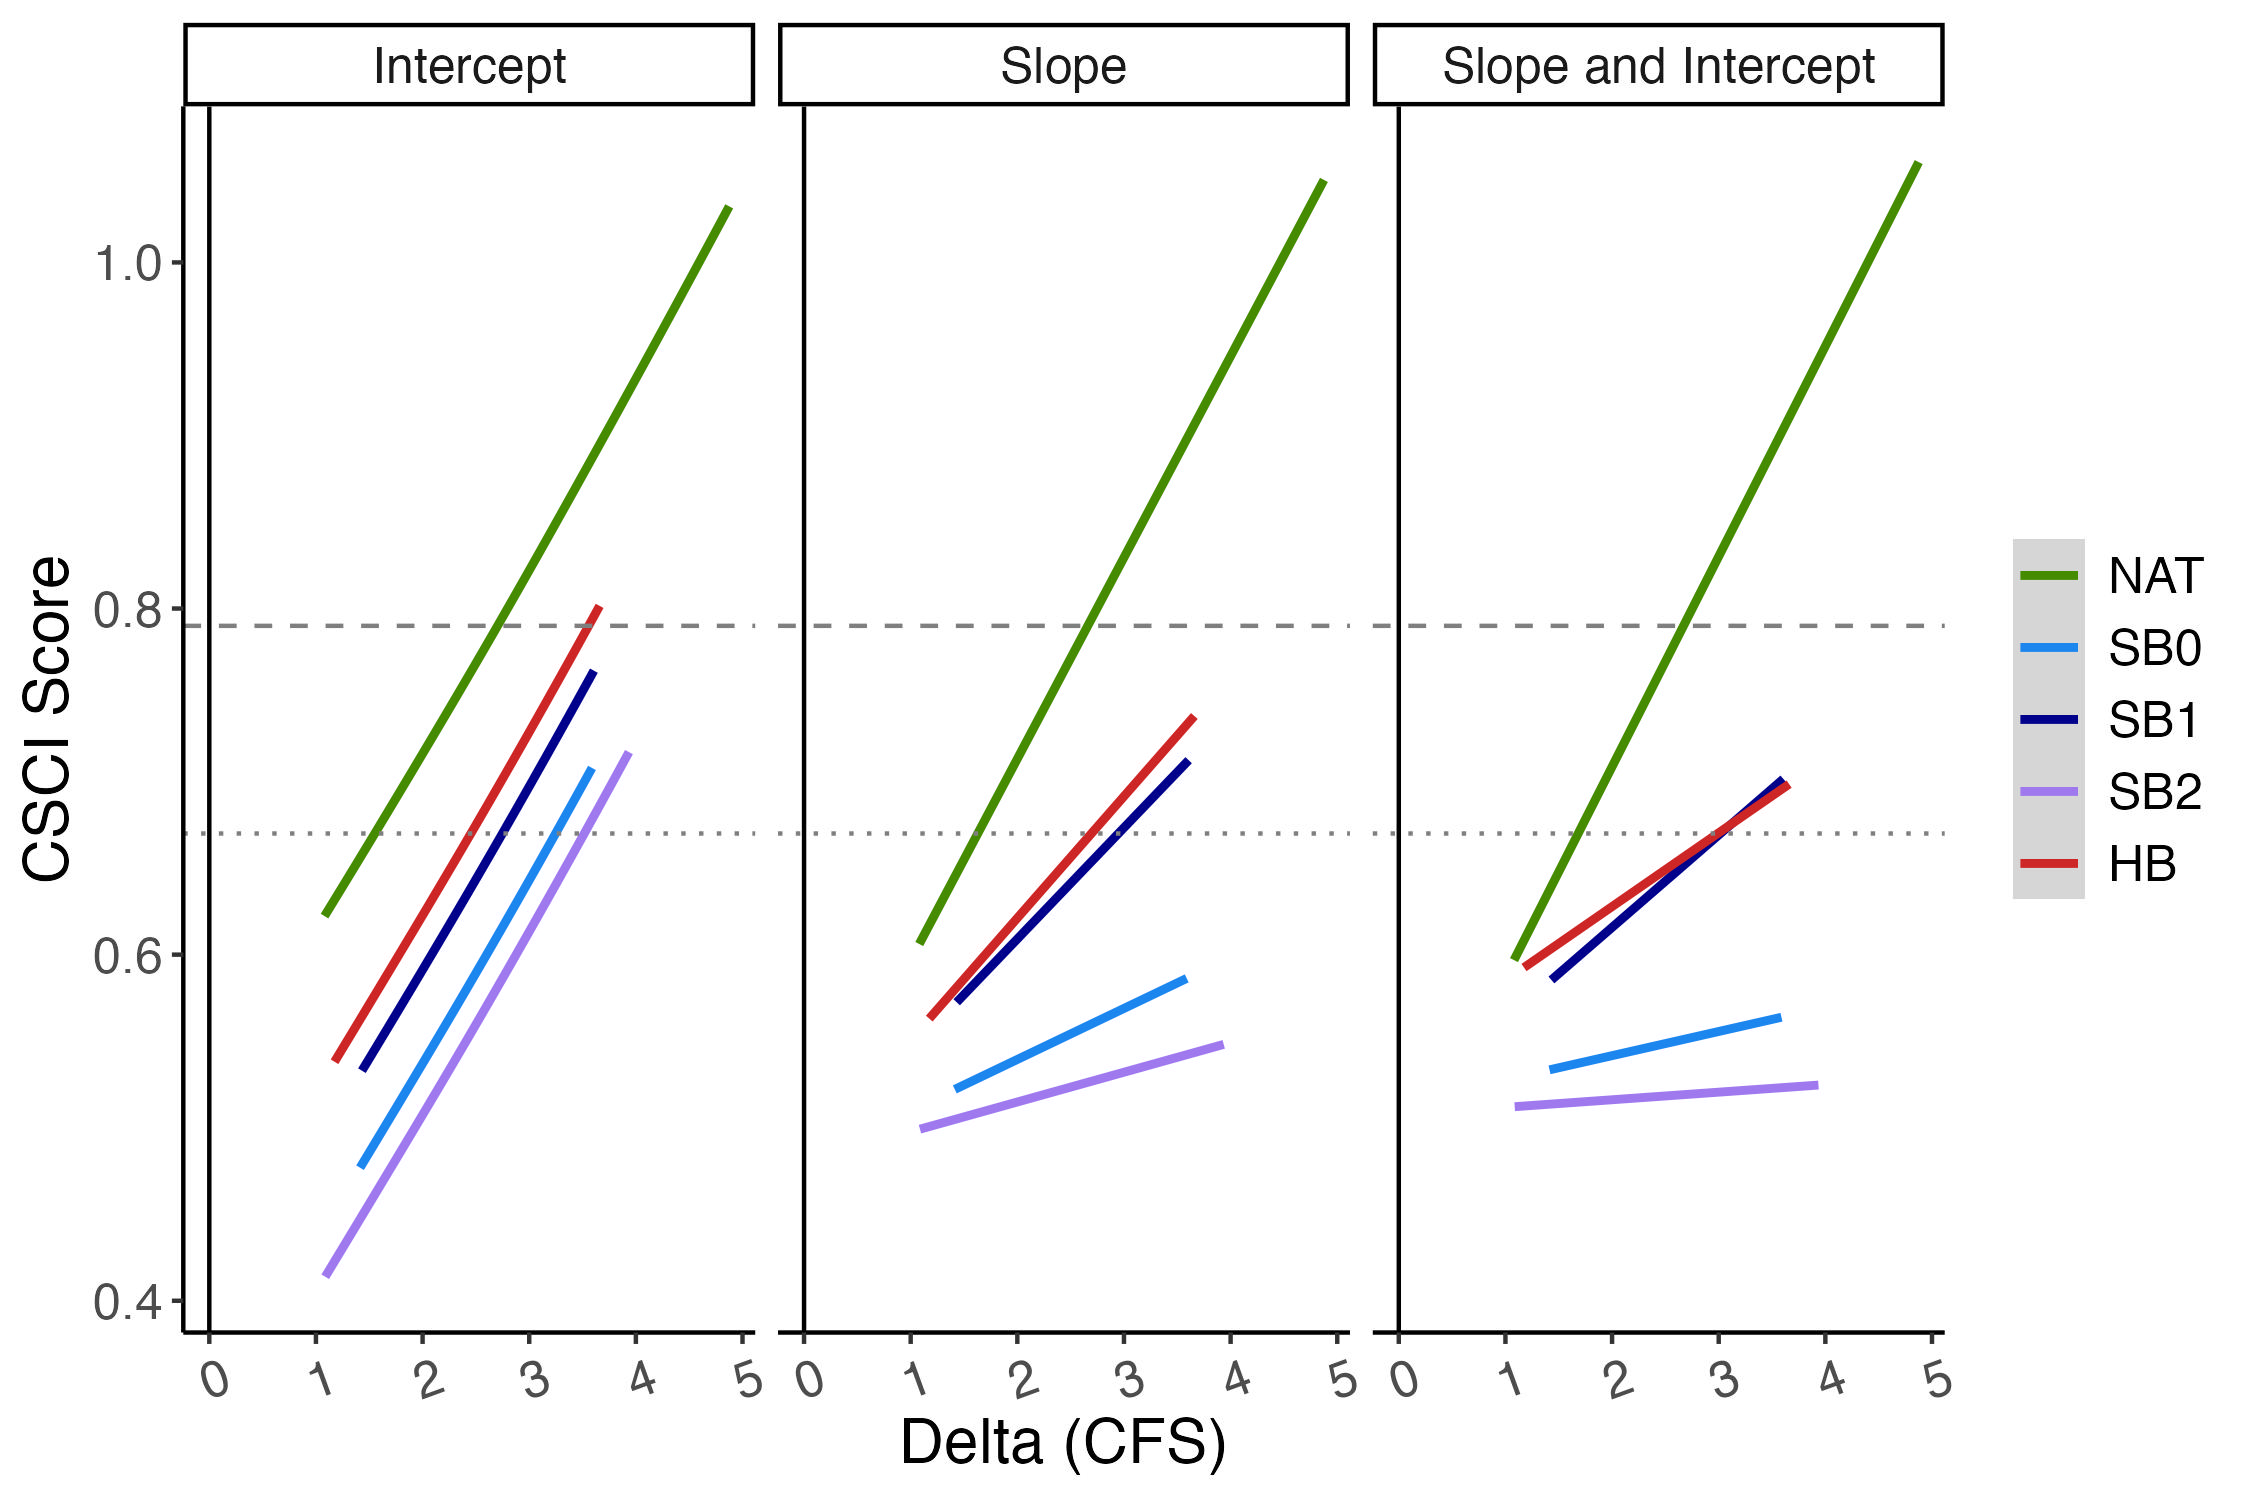 Intercept
Slope
Slope and Intercept
CSCI Score
1.0
0.8
0.6
0.4
0 1 2 3 4 5
0 1 2 3 4 5
0 1 2 3 4 5
Delta (CFS)
NAT
SB0
SB1
SB2
HB